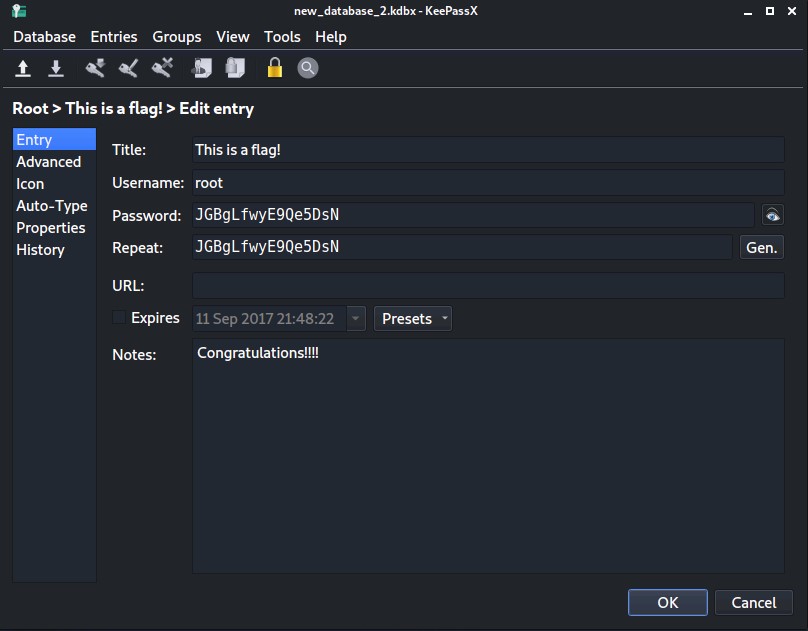 new_database_2.kdbx - KeePassX
Database Entries Groups View Tools Help
Root > This is a flag! > Edit entry
Entry
Advanced
Icon
Auto-Type
Properties
History
Title: This is a flag!
Username: root
Password: JGBgLfwyE9Qe5DsN
Repeat: JGBgLfwyE9Qe5DsN Gen.
URL:
Expires 11 Sep 2017 21:48:22 Presets
Notes: Congratulations!!!!
OK Cancel